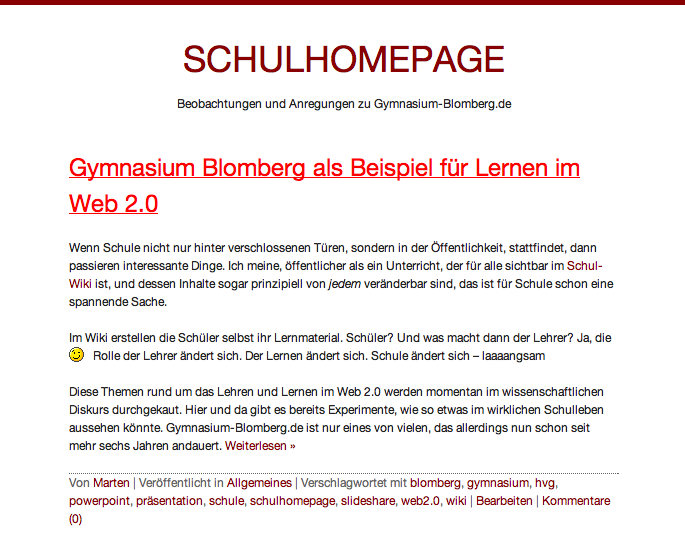 SCHULHOMEPAGE
Beobachtungen und Anregungen zu Gymnasium-Blomberg.de
Gymnasium Blomberg als Beispiel für Lernen im
Web 2.0
Wenn Schule nicht nur hinter verschlossenen Türen, sondern in der Öffentlichkeit, stattfindet, dann
passieren interessante Dinge. Ich meine, öffentlicher als ein Unterricht, der für alle sichtbar im Schul-
Wiki ist, und dessen Inhalte sogar prinzipiell von jedem veränderbar sind, das ist für Schule schon eine
spannende Sache.
Im Wiki erstellen die Schüler selbst ihr Lernmaterial. Schüler? Und was macht dann der Lehrer? Ja, die
Rolle der Lehrer ändert sich. Der Lernen ändert sich. Schule ändert sich – laaaangsam
Diese Themen rund um das Lehren und Lernen im Web 2.0 werden momentan im wissenschaftlichen
Diskurs durchgekaut. Hier und da gibt es bereits Experimente, wie so etwas im wirklichen Schulleben
aussehen könnte. Gymnasium-Blomberg.de ist nur eines von vielen, das allerdings nun schon seit
mehr sechs Jahren andauert. Weiterlesen »
Von Marten | Veröffentlicht in Allgemeines | Verschlagwortet mit blomberg, gymnasium, hvg,
powerpoint, präsentation, schule, schulhomepage, slideshare, web2.0, wiki | Bearbeiten | Kommentare
(0)